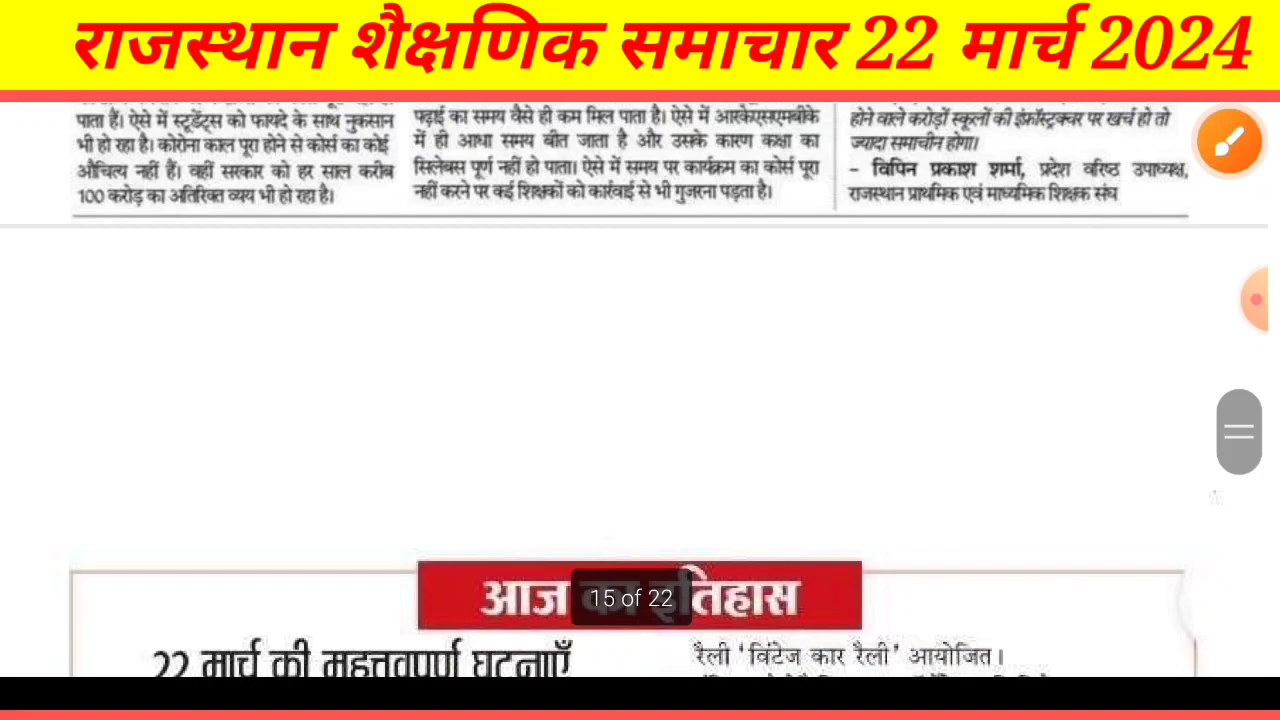 राजस्थान शैक्षणिक समाचार 22 मार्च 2024
पाता हैं। ऐसे में स्टूडेंट्स को फायदे के साथ नुकसान
भी हो रहा है। कोरोना काल पूरा होने से कोर्स का कोई
औचित्य नहीं हैं। वहीं सरकार को हर साल करीब
100 करोड़ का अतिरिक्त व्यय भी हो रहा है।
पढ़ाई का समय वैसे ही कम मिल पाता है। ऐसे में आरकेएसएमबीके
में ही आधा समय बीत जाता है और उसके कारण कक्षा का
सिलेबस पूर्ण नहीं हो पाता। ऐसे में समय पर कार्यक्रम का कोर्स पूरा
नहीं करने पर कई शिक्षकों को कार्रवाई से भी गुजरना पड़ता है।
होने वाले करोड़ों स्कूलों की इंफ्रॉस्ट्रक्चर पर खर्च हो तो
ज्यादा समाचीन होगा।
- विपिन प्रकाश शर्मा, प्रदेश वरिष्ठ उपाध्यक्ष,
राजस्थान प्राथमिक एवं माध्यमिक शिक्षक संघ
आज का इतिहास
15 of 22
22 मार्च की महत्तवपूर्ण घटनाएँ
रैली 'विंटेज कार रैली' आयोजित।